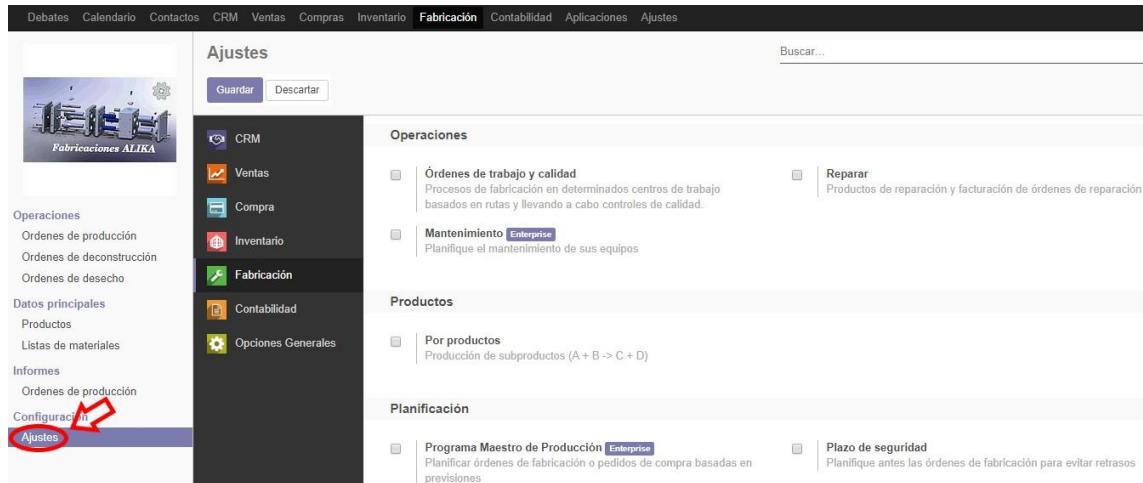 Debates Calendario Contactos CRM Ventas Compras Inventario Fabricación Contabilidad Aplicaciones Ajustes
Fabricaciones ALIKA
Operaciones
Ordenes de producción
Ordenes de deconstrucción
Ordenes de desecho
Datos principales
Productos
Listas de materiales
Informes
Ordenes de producción
Configuración
Ajustes
Ajustes
Buscar...
Guardar Descartar
CRM
Ventas
Compra
Inventario
Fabricación
Contabilidad
Opciones Generales
Operaciones
Órdenes de trabajo y calidad
Procesos de fabricación en determinados centros de trabajo
basados en rutas y llevando a cabo controles de calidad.
Reparar
Productos de reparación y facturación de órdenes de reparación
Mantenimiento Enterprise
Planifique el mantenimiento de sus equipos
Productos
Por productos
Producción de subproductos (A + B -> C + D)
Planificación
Programa Maestro de Producción Enterprise
Planificar órdenes de fabricación o pedidos de compra basadas en
previsiones
Plazo de seguridad
Planifique antes las órdenes de fabricación para evitar retrasos